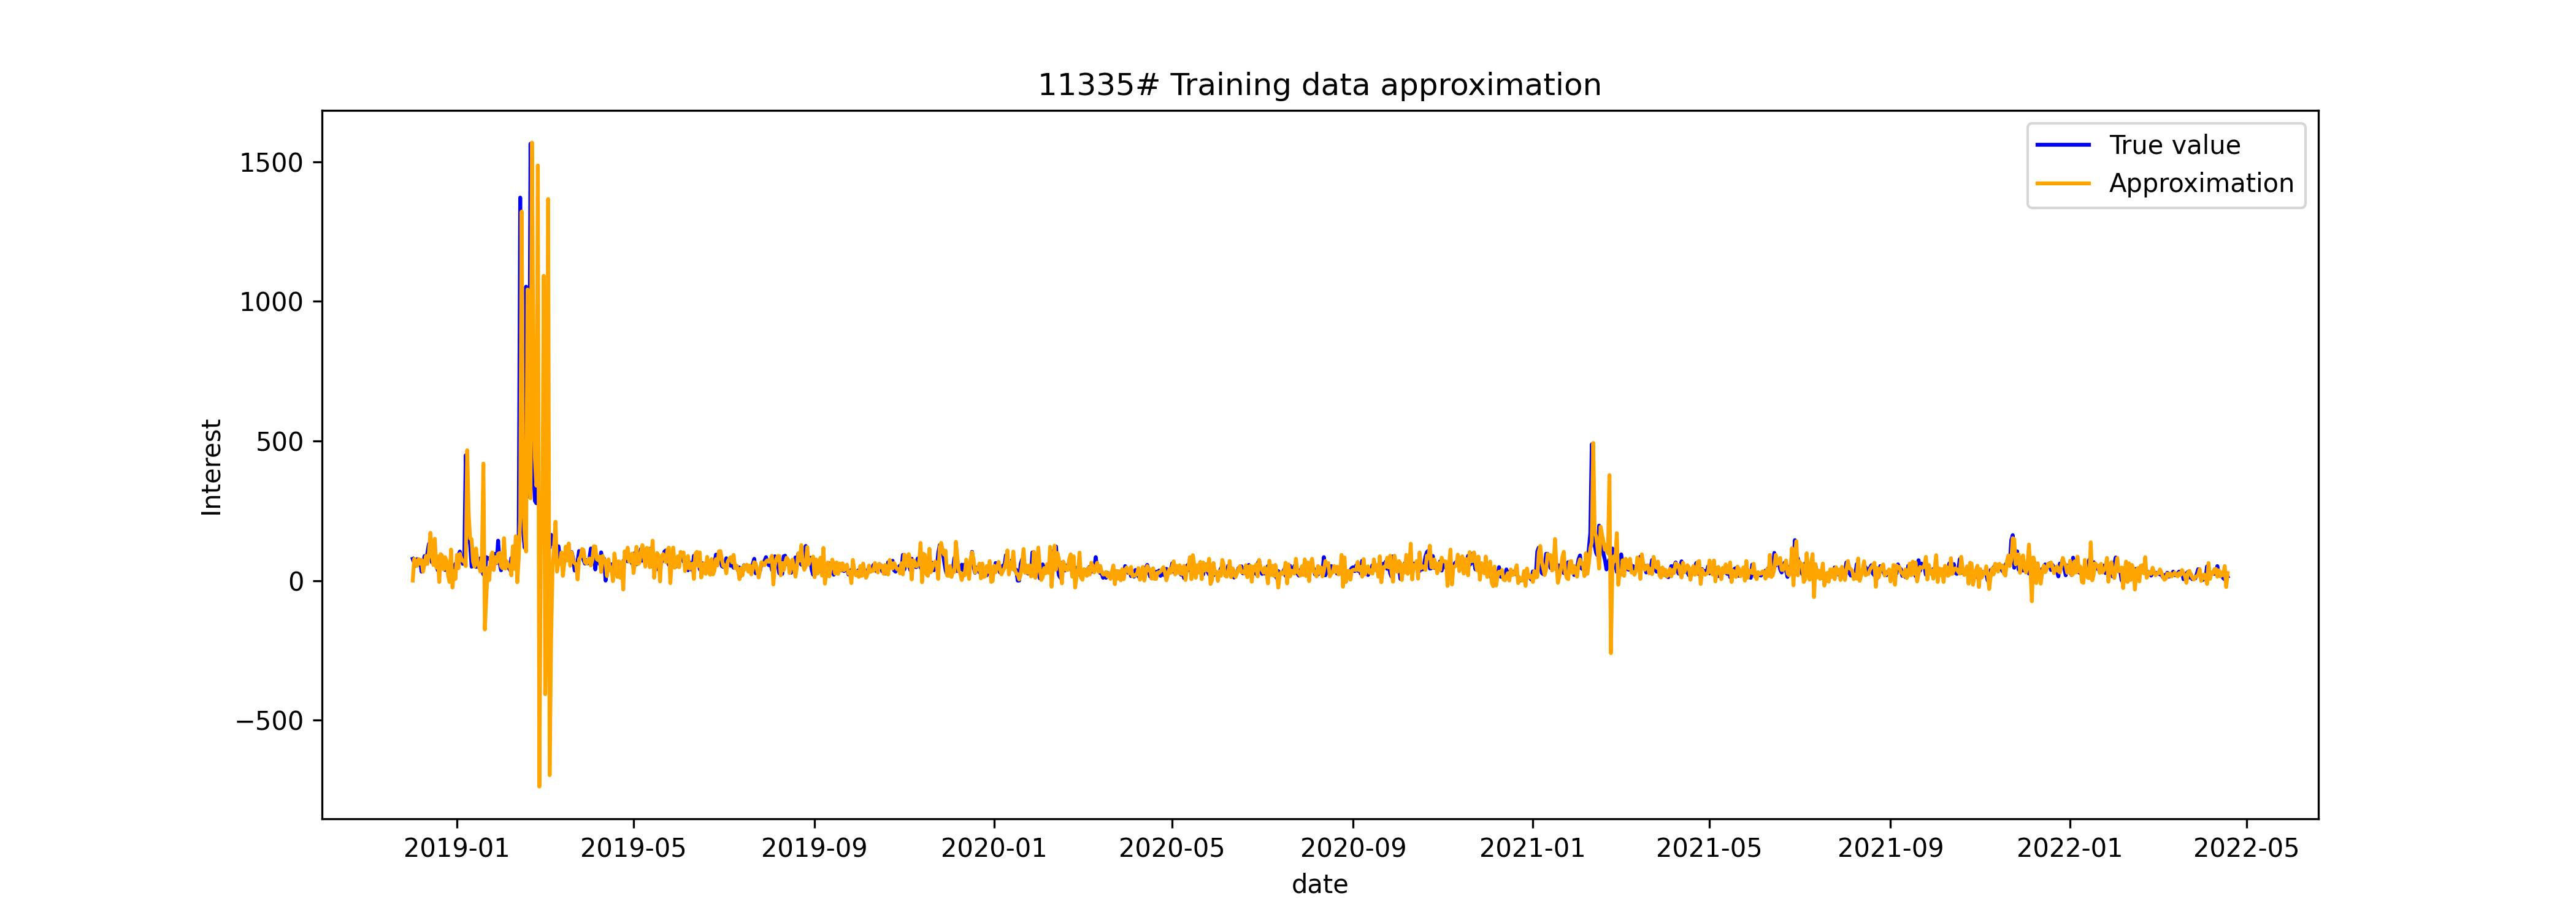 11335# Training data approximation
True value
Approximation
Interest
1500
1000
500
0
−500
2019-01 2019-05 2019-09 2020-01 2020-05 2020-09 2021-01 2021-05 2021-09 2022-01 2022-05
date